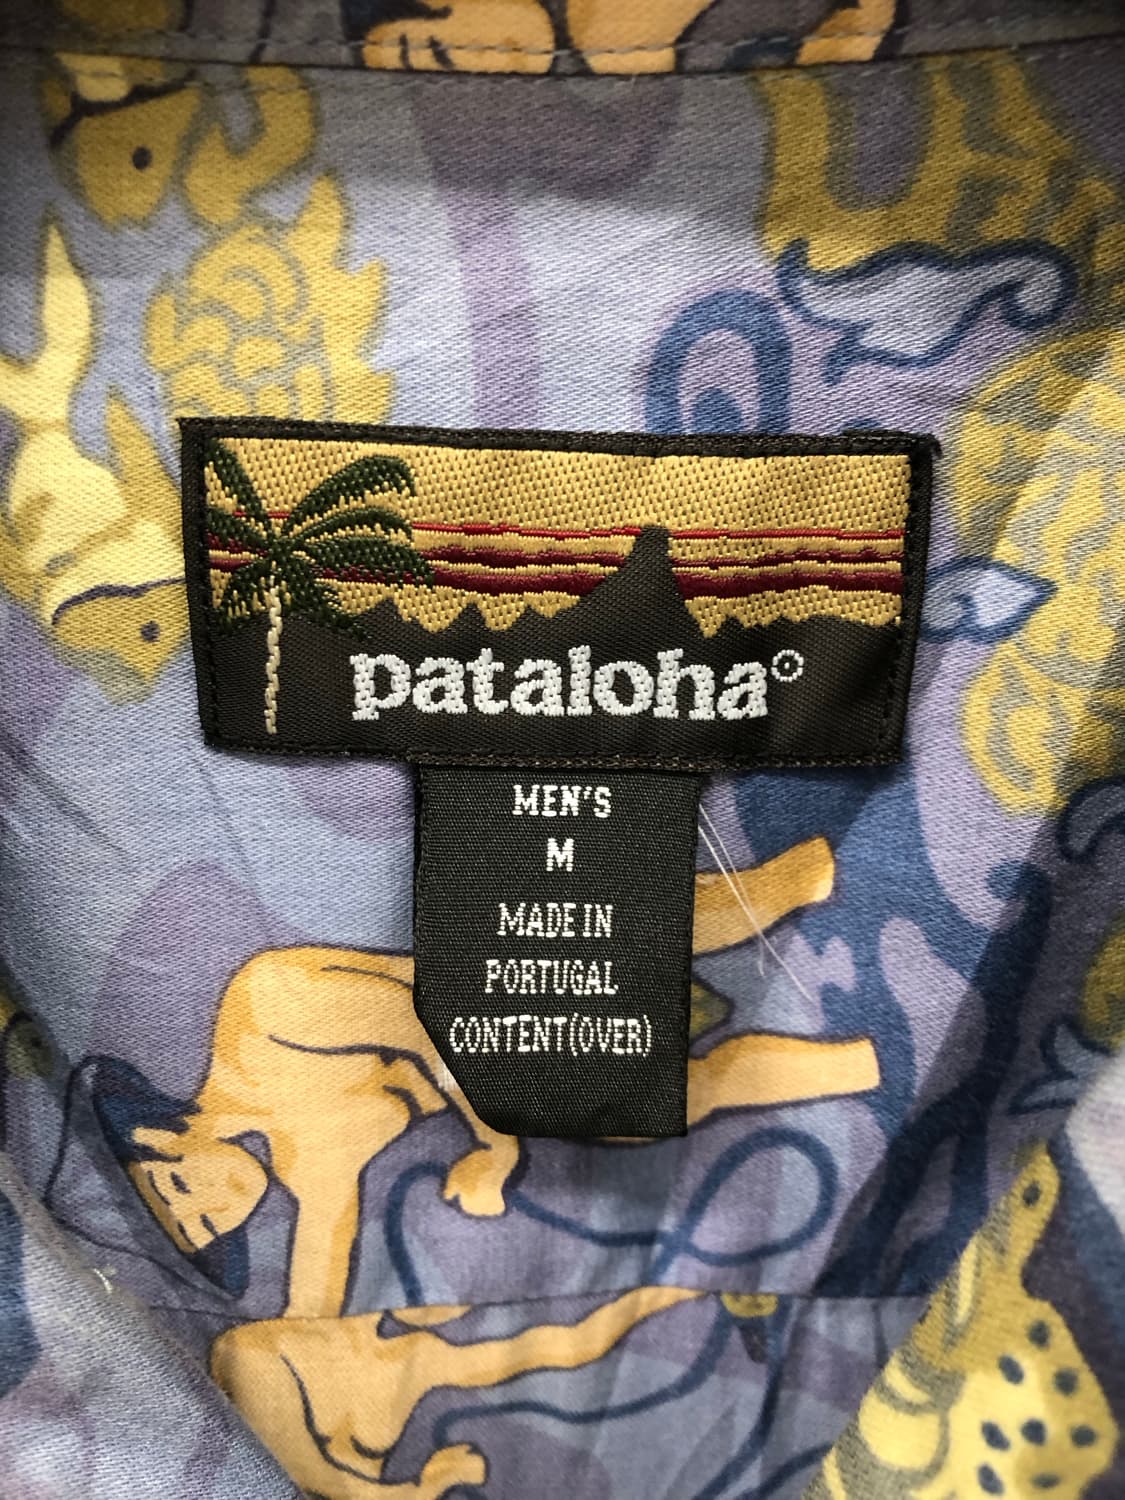 pataloha®
MEN'S
M
MADE IN
PORTUGAL
CONTENT(OVER)